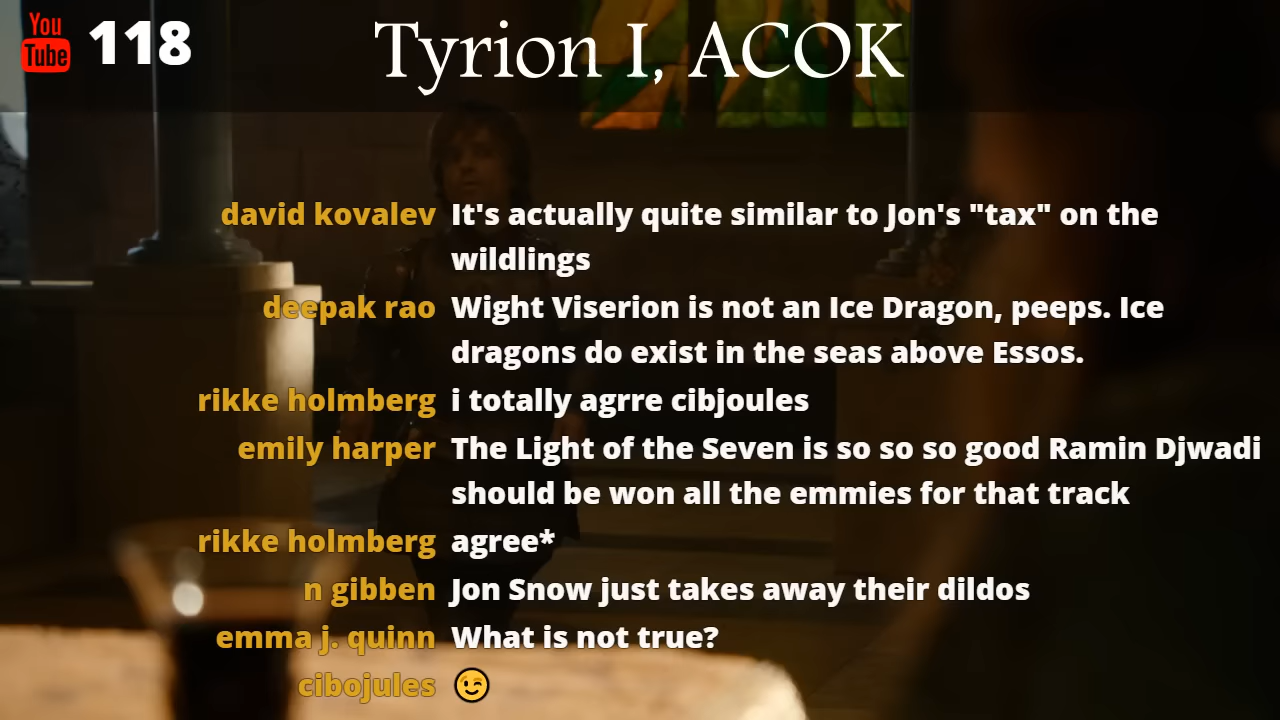 You
Tube
118
Tyrion I, ACOK
david kovalev It's actually quite similar to Jon's "tax" on the
wildlings
deepak rao Wight Viserion is not an Ice Dragon, peeps. Ice
dragons do exist in the seas above Essos.
rikke holmberg i totally agrre cibjoules
emily harper The Light of the Seven is so so so good Ramin Djwadi
should be won all the emmies for that track
rikke holmberg agree*
n gibben Jon Snow just takes away their dildos
emma j. quinn What is not true?
cibojules 😉